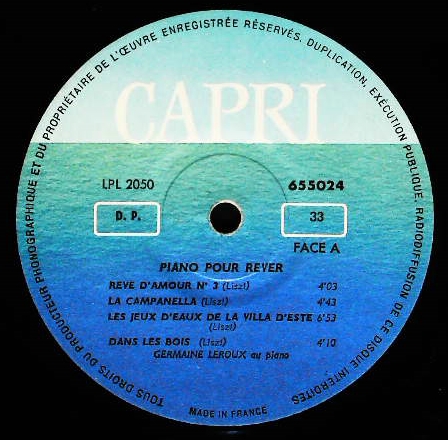 TOUS DROITS DU PRODUCTEUR PHONOGRAPHIQUE ET DU PROPRIÉTAIRE DE L'ŒUVRE ENREGISTRÉE RÉSERVÉS. DUPLICATION, EXÉCUTION PUBLIQUE, RADIODIFFUSION DE CE DISQUE INTERDITES
CAPRI
LPL 2050
655024
D. P.
33
FACE A
PIANO POUR REVER
REVE D'AMOUR N° 3 (Liszt) 4'03
LA CAMPANELLA (Liszt) 4'43
LES JEUX D'EAUX DE LA VILLA D'ESTE 6'53
(Liszt)
DANS LES BOIS (Liszt) 4'10
GERMAINE LEROUX au piano
MADE IN FRANCE